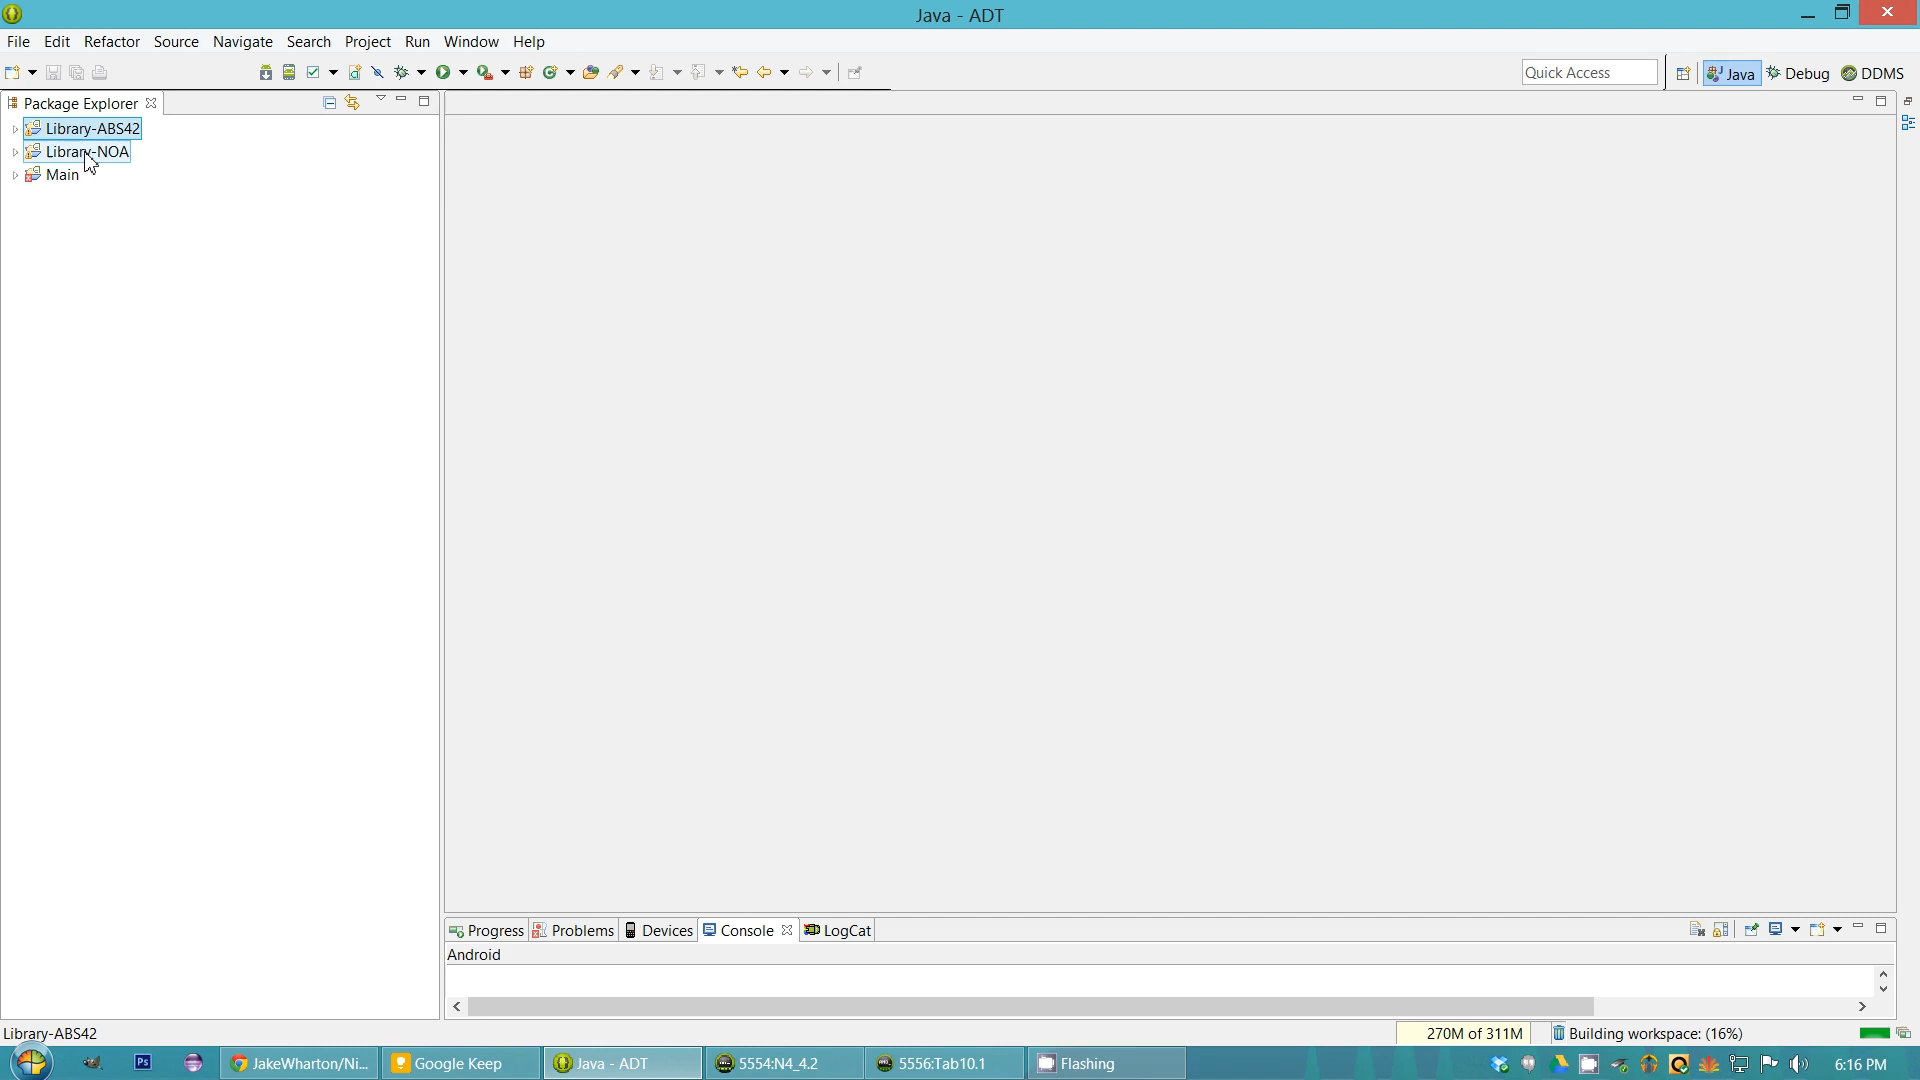 Java - ADT
File Edit Refactor Source Navigate Search Project Run Window Help
Quick Access Java Debug DDMS
Package Explorer
Library-ABS42
Library-NOA
Main
Progress Problems Devices Console LogCat
Android
Library-ABS42 270M of 311M Building workspace: (16%)
Ps JakeWharton/Ni... Google Keep Java - ADT 5554:N4_4.2 5556:Tab10.1 Flashing 6:16 PM